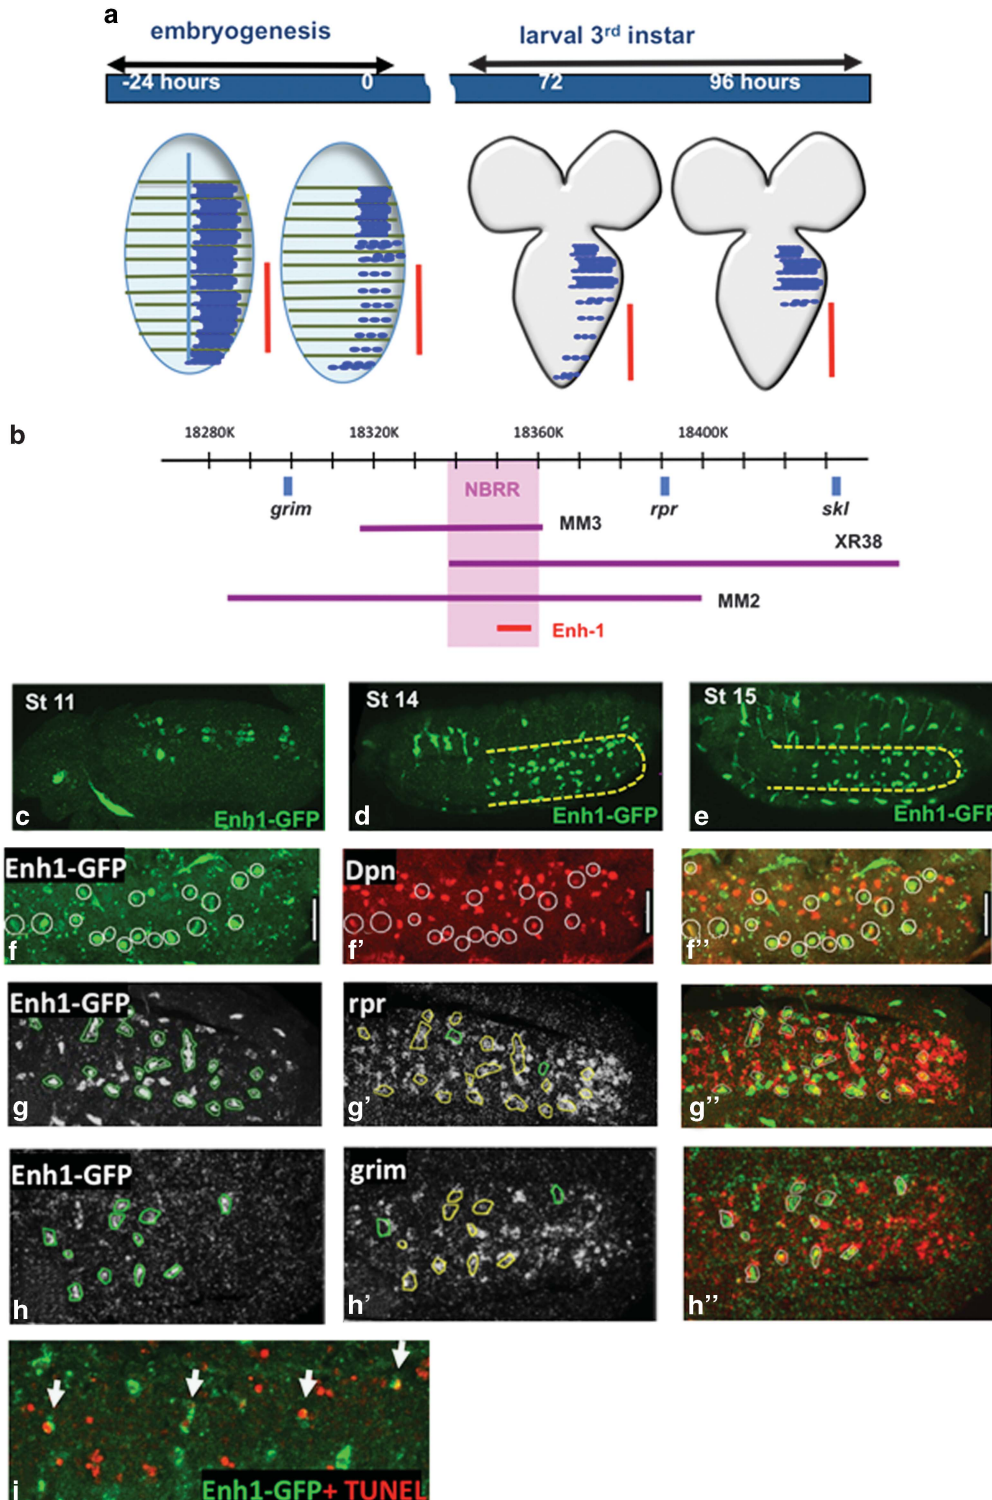 a
embryogenesis
larval 3rd instar
-24 hours 0 72 96 hours
b
18280K 18320K 18360K 18400K
NBRR
grim rpr skl
MM3
XR38
MM2
Enh-1
St 11 St 14 St 15
c Enh1-GFP d Enh1-GFP e Enh1-GFP
Enh1-GFP Dpn
f f’ f’’
Enh1-GFP rpr
g g’ g’’
Enh1-GFP grim
h h’ h’’
i Enh1-GFP+ TUNEL